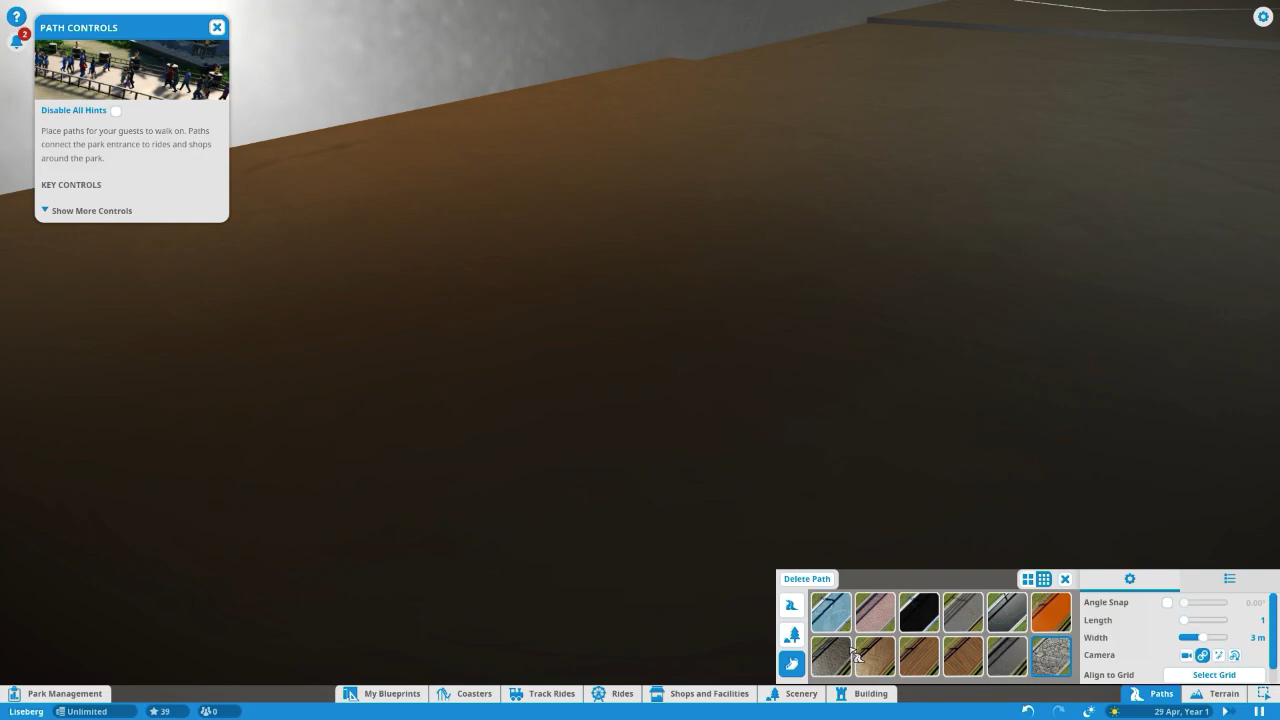 ?
2
PATH CONTROLS
Disable All Hints
Place paths for your guests to walk on. Paths
connect the park entrance to rides and shops
around the park.
KEY CONTROLS
Show More Controls
Delete Path
Angle Snap 0.00°
Length 1
Width 3 m
Camera
Align to Grid Select Grid
Park Management My Blueprints Coasters Track Rides Rides Shops and Facilities Scenery Building Paths Terrain
Liseberg Unlimited 39 0 29 Apr, Year 1